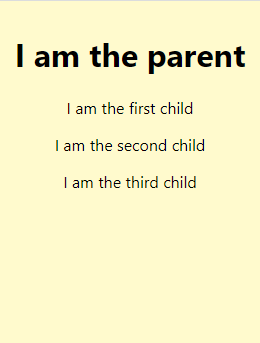 I am the parent
I am the first child
I am the second child
I am the third child